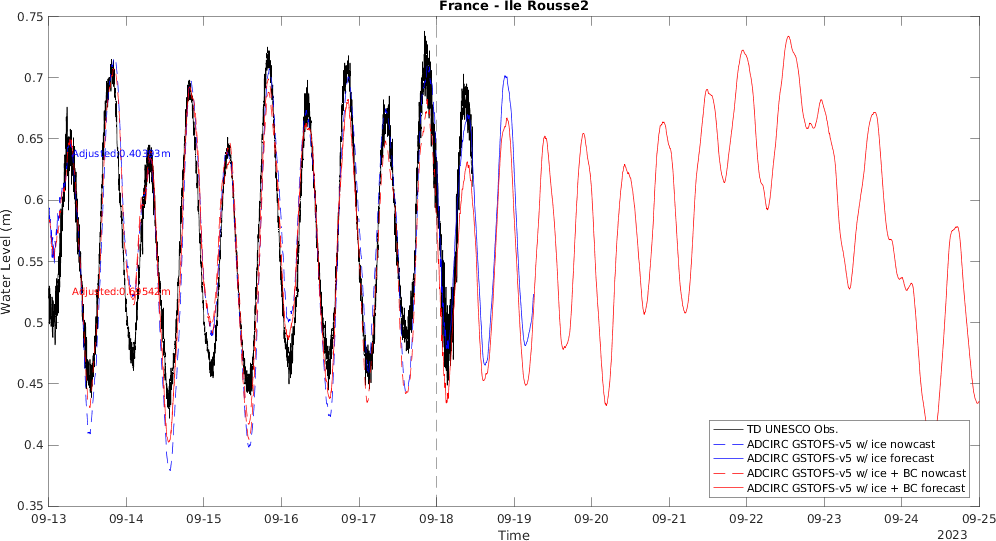 France - Ile Rousse2
Water Level (m)
0.75
0.7
0.65
0.6
0.55
0.5
0.45
0.4
0.35
Adjusted:0.40393m
Adjusted:0.69542m
TD UNESCO Obs.
ADCIRC GSTOFS-v5 w/ ice nowcast
ADCIRC GSTOFS-v5 w/ ice forecast
ADCIRC GSTOFS-v5 w/ ice + BC nowcast
ADCIRC GSTOFS-v5 w/ ice + BC forecast
09-13 09-14 09-15 09-16 09-17 09-18 09-19 09-20 09-21 09-22 09-23 09-24 09-25
Time
2023